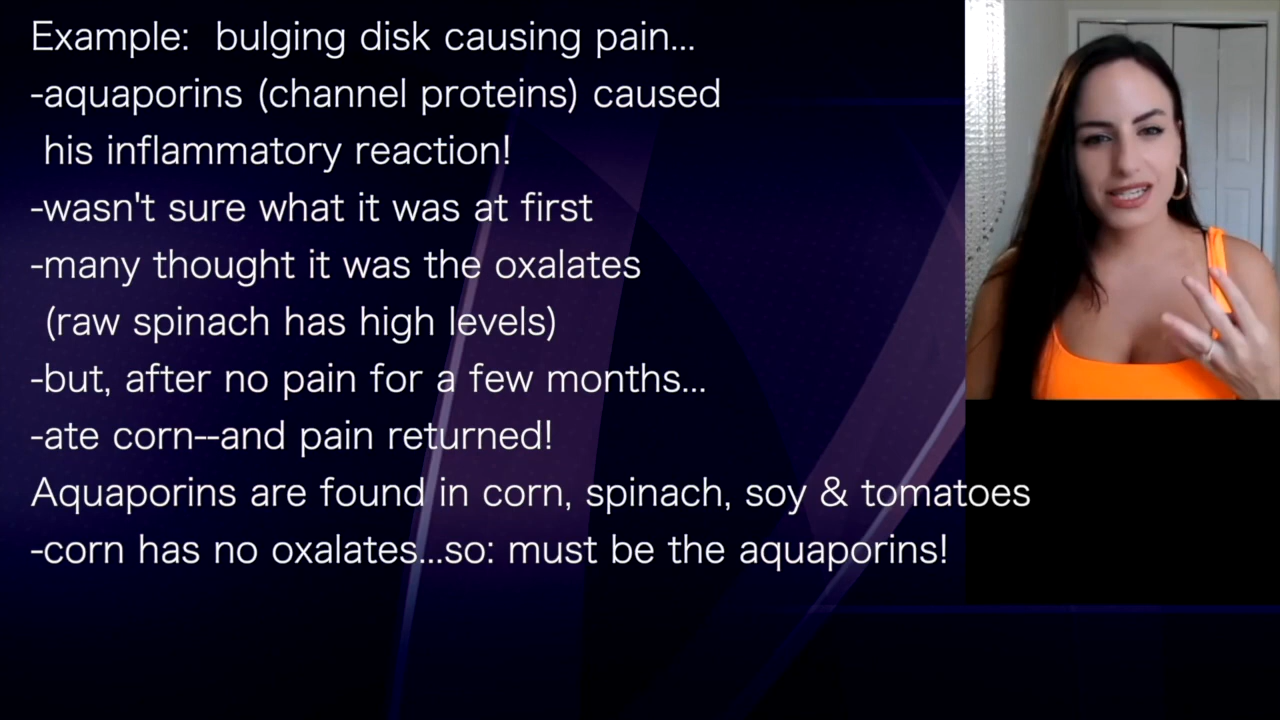 Example:  bulging disk causing pain...
-aquaporins (channel proteins) caused
his inflammatory reaction!
-wasn't sure what it was at first
-many thought it was the oxalates
(raw spinach has high levels)
-but, after no pain for a few months...
-ate corn--and pain returned!
Aquaporins are found in corn, spinach, soy & tomatoes
-corn has no oxalates...so: must be the aquaporins!